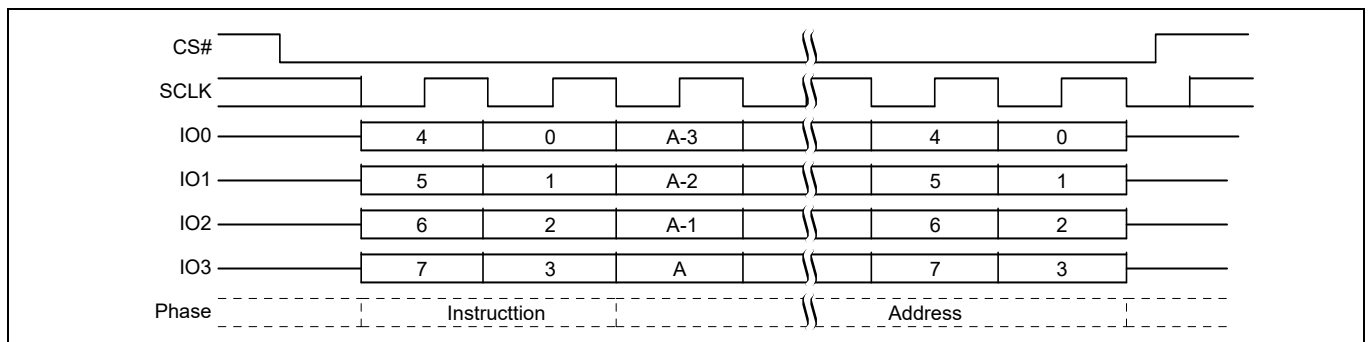 CS#
SCLK
IO0 4 0 A-3 4 0
IO1 5 1 A-2 5 1
IO2 6 2 A-1 6 2
IO3 7 3 A 7 3
Phase Instructtion Address